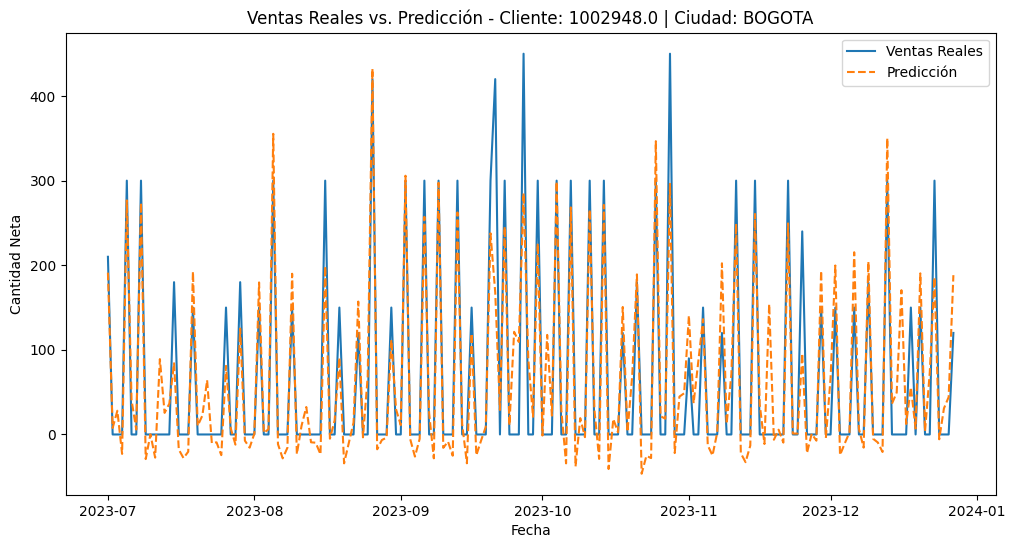 Ventas Reales vs. Predicción - Cliente: 1002948.0 | Ciudad: BOGOTA
Ventas Reales
Predicción
Cantidad Neta
400
300
200
100
0
2023-07
2023-08
2023-09
2023-10
2023-11
2023-12
2024-01
Fecha